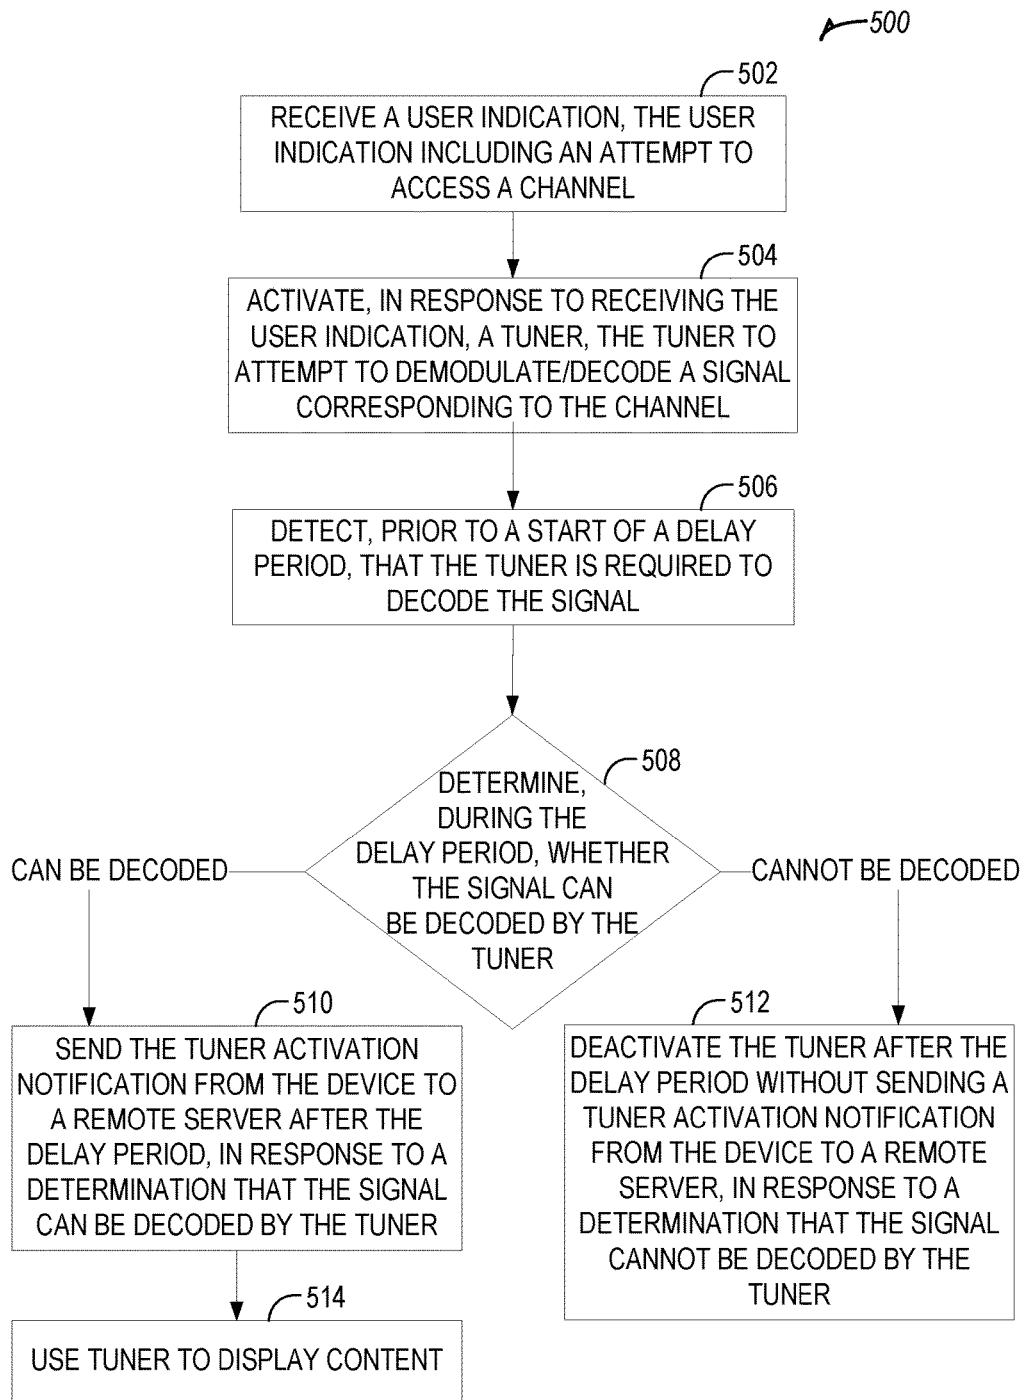 500
502
RECEIVE A USER INDICATION, THE USER
INDICATION INCLUDING AN ATTEMPT TO
ACCESS A CHANNEL
504
ACTIVATE, IN RESPONSE TO RECEIVING THE
USER INDICATION, A TUNER, THE TUNER TO
ATTEMPT TO DEMODULATE/DECODE A SIGNAL
CORRESPONDING TO THE CHANNEL
506
DETECT, PRIOR TO A START OF A DELAY
PERIOD, THAT THE TUNER IS REQUIRED TO
DECODE THE SIGNAL
508
DETERMINE,
DURING THE
DELAY PERIOD, WHETHER
THE SIGNAL CAN
BE DECODED BY THE
TUNER
CAN BE DECODED
CANNOT BE DECODED
510
SEND THE TUNER ACTIVATION
NOTIFICATION FROM THE DEVICE TO
A REMOTE SERVER AFTER THE
DELAY PERIOD, IN RESPONSE TO A
DETERMINATION THAT THE SIGNAL
CAN BE DECODED BY THE TUNER
512
DEACTIVATE THE TUNER AFTER THE
DELAY PERIOD WITHOUT SENDING A
TUNER ACTIVATION NOTIFICATION
FROM THE DEVICE TO A REMOTE
SERVER, IN RESPONSE TO A
DETERMINATION THAT THE SIGNAL
CANNOT BE DECODED BY THE
TUNER
514
USE TUNER TO DISPLAY CONTENT